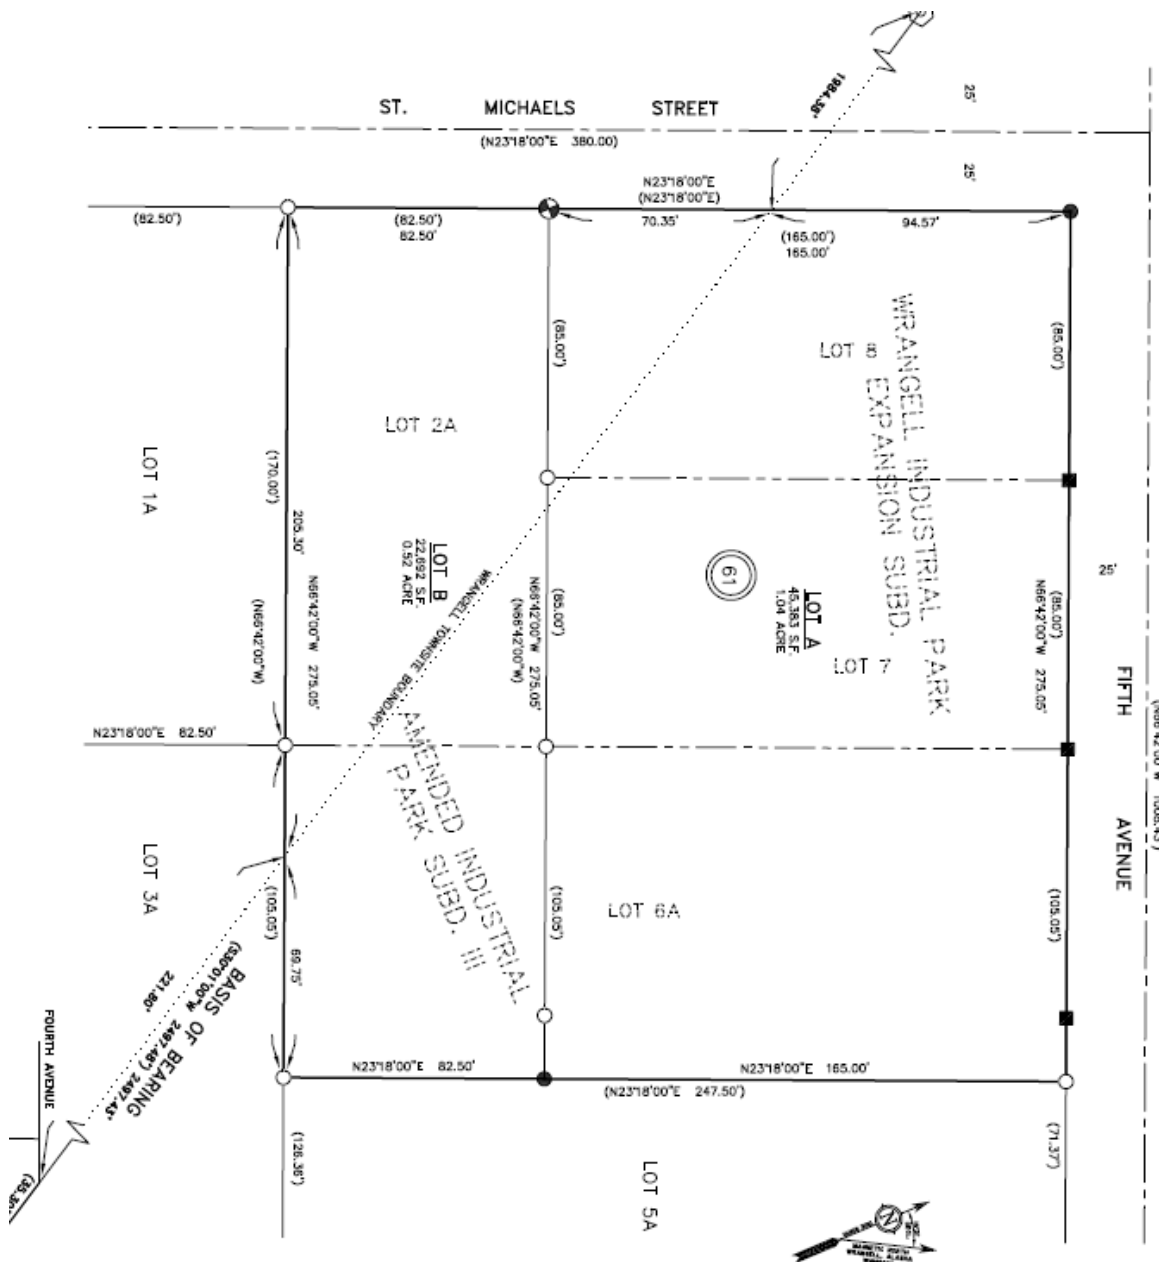 1984.38'
25'
ST. MICHAELS STREET
(N23°18'00"E 380.00)
25'
N23°18'00"E
(N23°18'00"E)
(82.50')
(82.50')
82.50'
70.35'
(165.00')
165.00'
94.57'
(85.00')
(85.00')
LOT 8
WRANGELL INDUSTRIAL PARK
EXPANSION SUBD.
LOT 2A
LOT 1A
(170.00')
205.30'
N66°42'00"W 275.05'
(N66°42'00"W)
LOT B
22,692 S.F.
0.52 ACRE
WRANGELL TOWNSITE BOUNDARY
(85.00')
N66°42'00"W 275.05'
(N66°42'00"W)
61
LOT A
45,383 S.F.
1.04 ACRE
LOT 7
(85.00')
N66°42'00"W 275.05'
25'
FIFTH AVENUE
N23°18'00"E 82.50'
AMENDED INDUSTRIAL
PARK SUBD. III
LOT 3A
(105.05')
69.75'
(105.05')
LOT 6A
(105.05')
221.80'
(S30°01'00"W 2497.48') 2497.43'
BASIS OF BEARING
FOURTH AVENUE
N23°18'00"E 82.50'
N23°18'00"E 165.00'
(N23°18'00"E 247.50')
(126.36')
(71.37')
LOT 5A
N